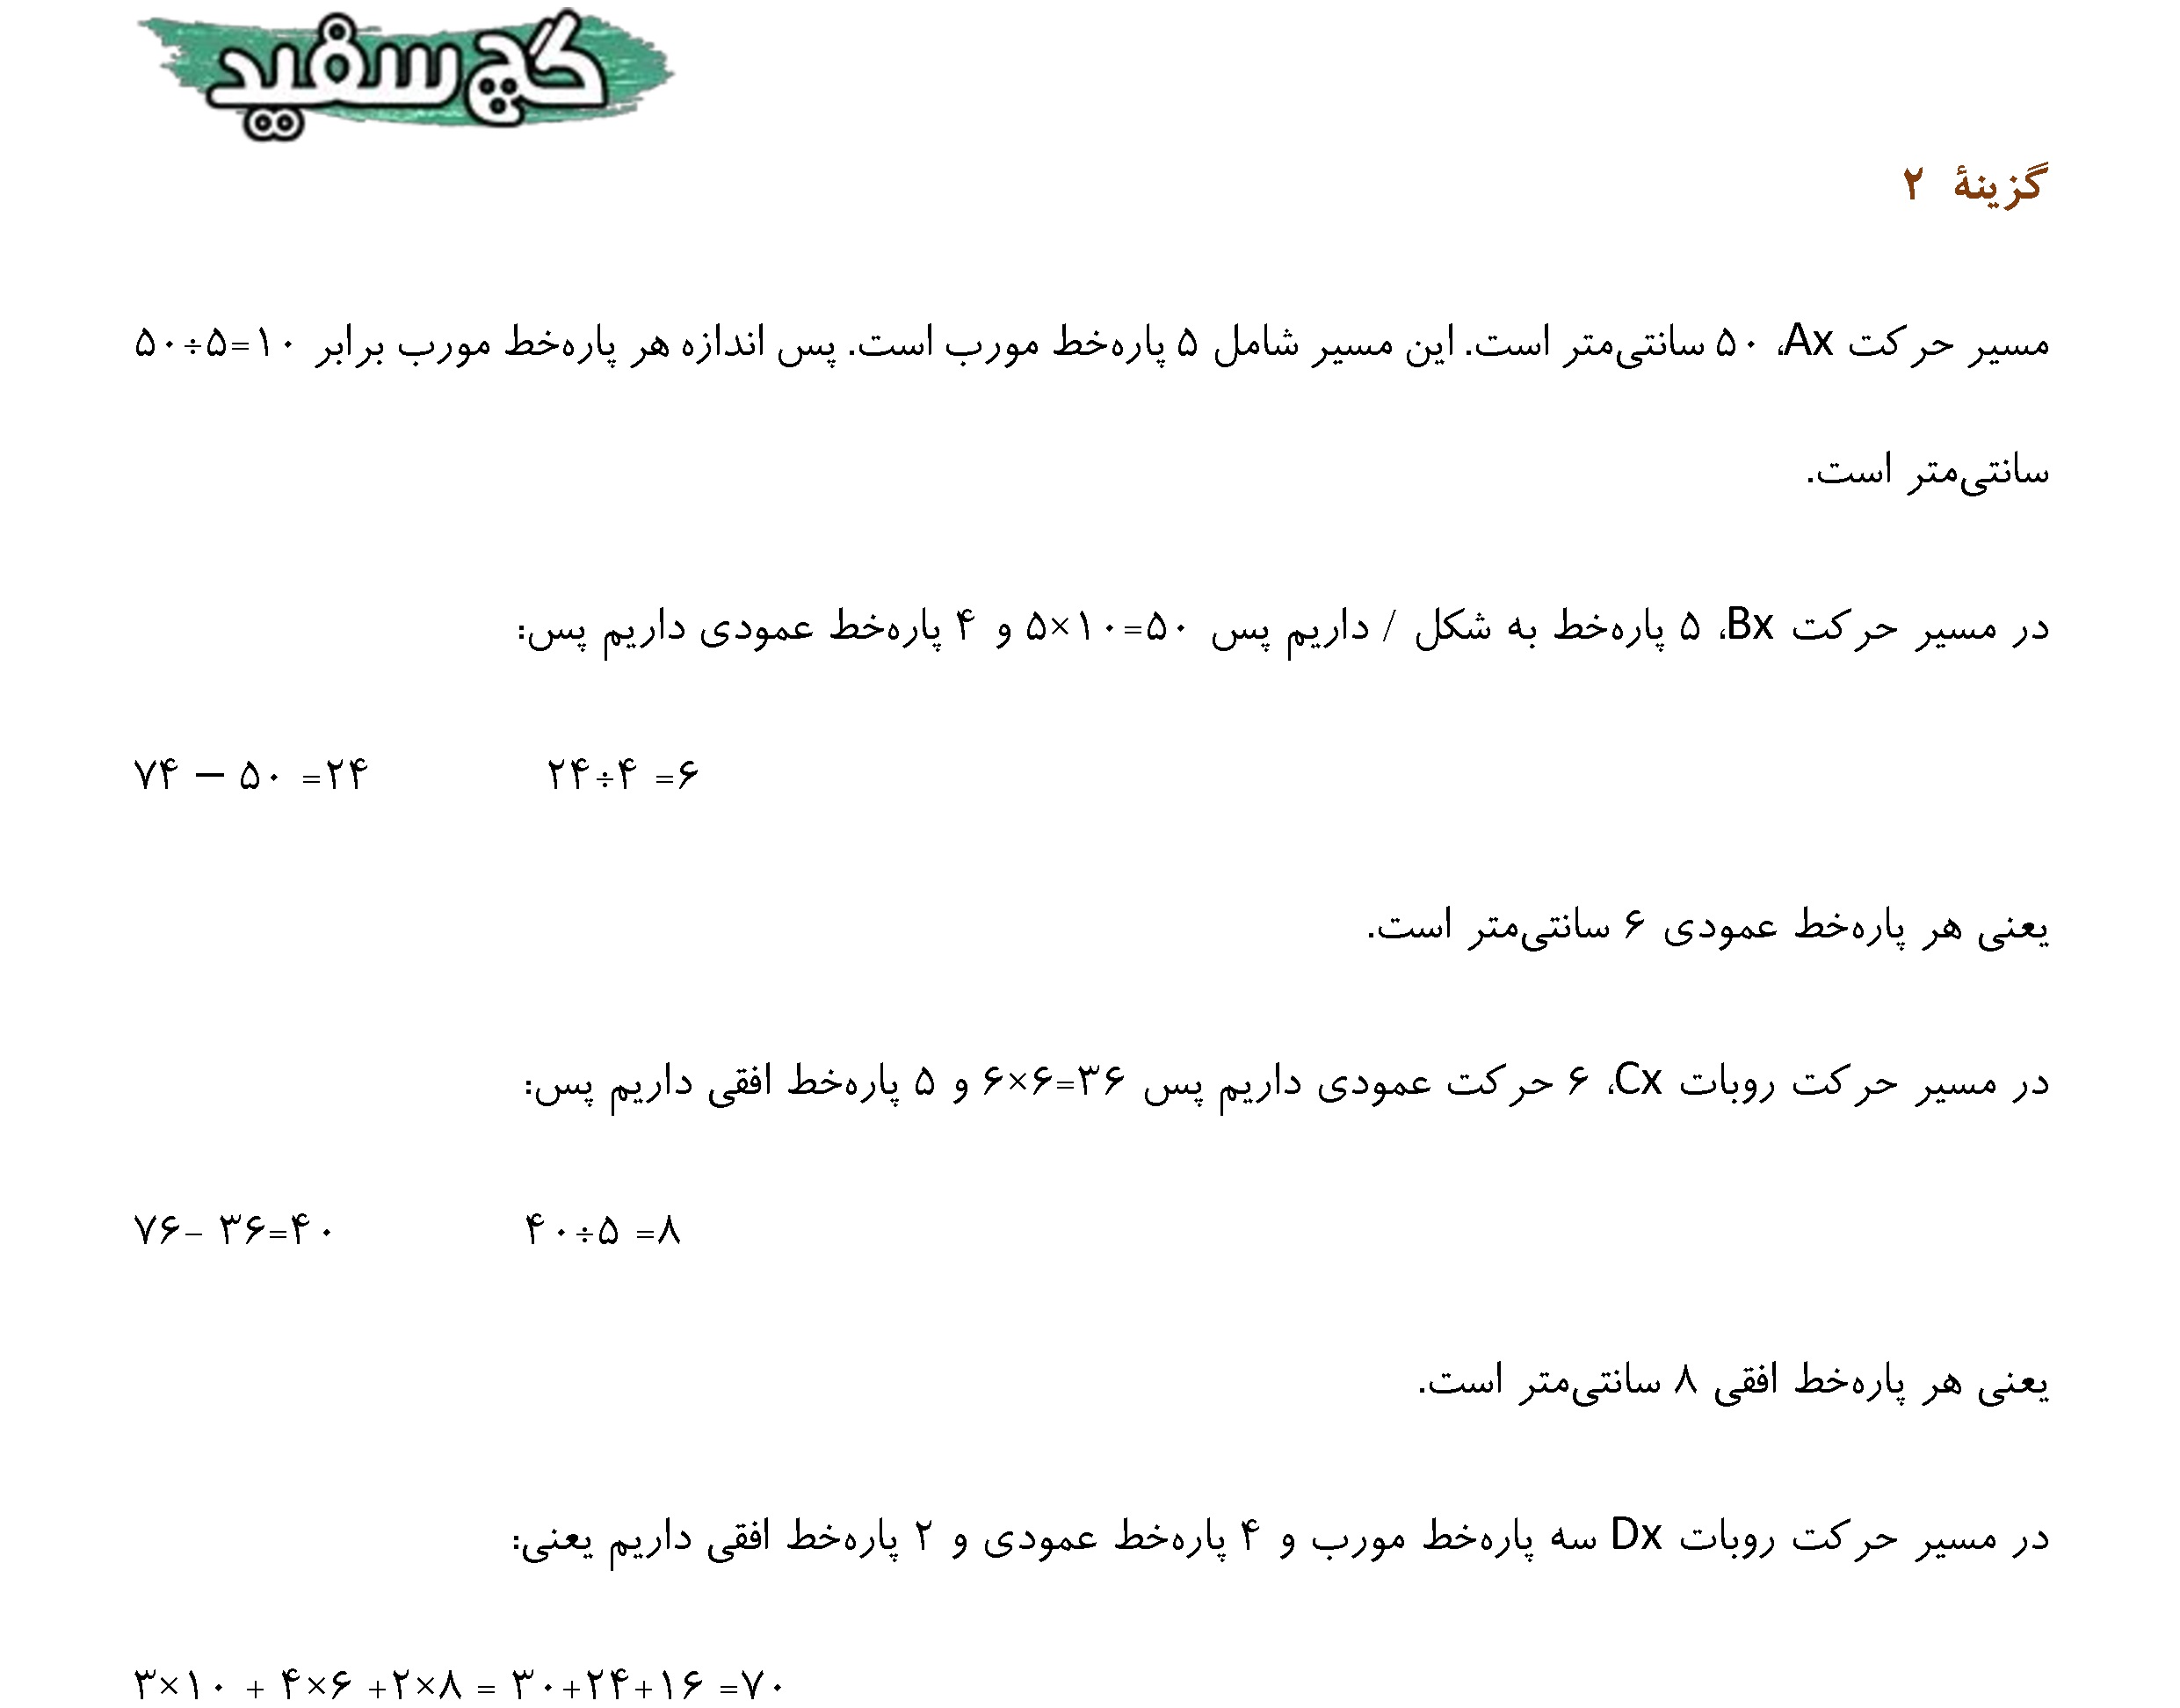 گچ سفید
گزینهٔ ۲
مسیر حرکت Ax، ۵۰ سانتی‌متر است. این مسیر شامل ۵ پاره‌خط مورب است. پس اندازه هر پاره‌خط مورب برابر ۵۰÷۵=۱۰
سانتی‌متر است.
در مسیر حرکت Bx، ۵ پاره‌خط به شکل / داریم پس ۵×۱۰=۵۰ و ۴ پاره‌خط عمودی داریم پس:
۷۴ – ۵۰ =۲۴ ۲۴÷۴ =۶
یعنی هر پاره‌خط عمودی ۶ سانتی‌متر است.
در مسیر حرکت روبات Cx، ۶ حرکت عمودی داریم پس ۶×۶=۳۶ و ۵ پاره‌خط افقی داریم پس:
۷۶- ۳۶=۴۰ ۴۰÷۵ =۸
یعنی هر پاره‌خط افقی ۸ سانتی‌متر است.
در مسیر حرکت روبات Dx سه پاره‌خط مورب و ۴ پاره‌خط عمودی و ۲ پاره‌خط افقی داریم یعنی:
۳×۱۰ + ۴×۶ +۲×۸ = ۳۰+۲۴+۱۶ =۷۰